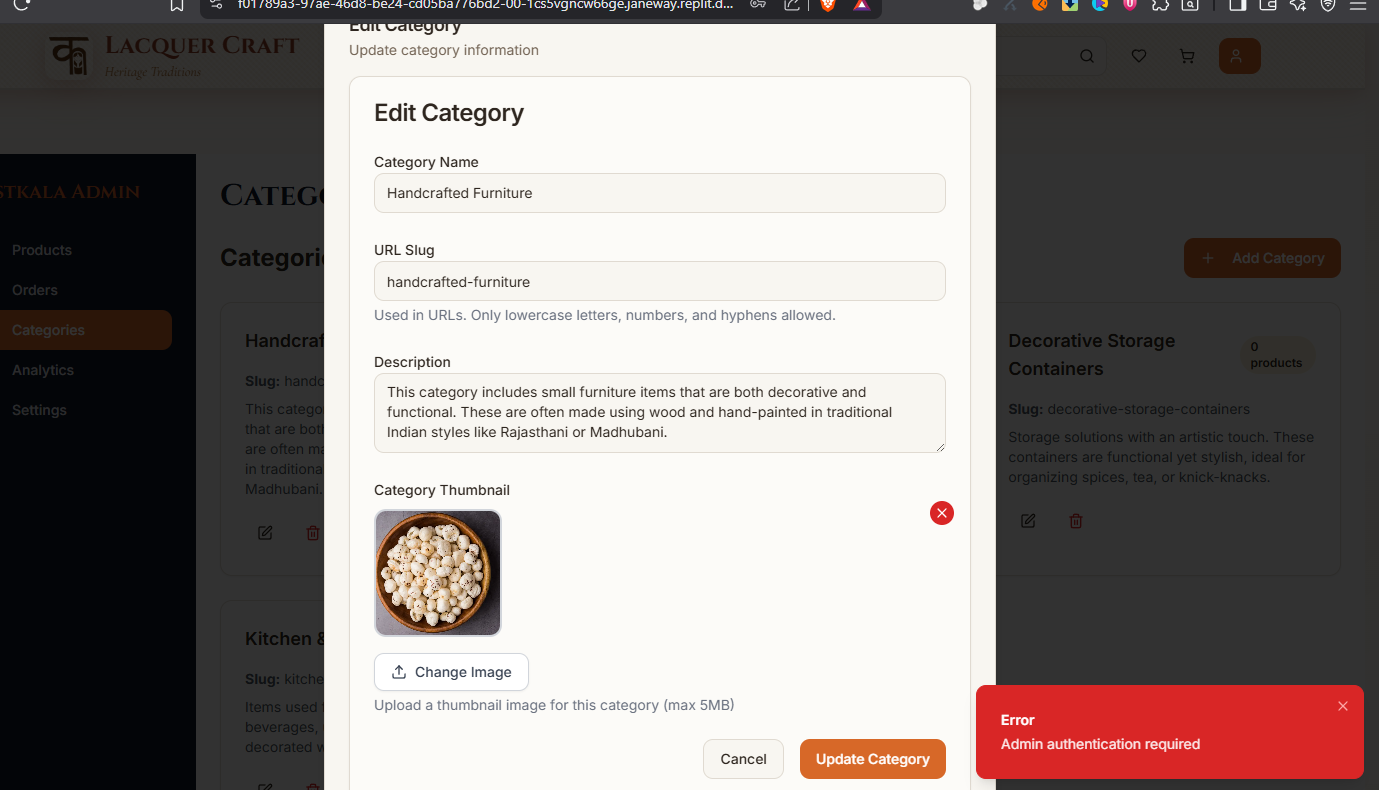 f01789a3-97ae-46d8-be24-cd05ba776bd2-00-1cs5vgncw66ge.janeway.replit.d...
LACQUER CRAFT
Heritage Traditions
STKALA ADMIN
Products
Orders
Categories
Analytics
Settings
CATEG
Categori
Add Category
Handcraf
Slug: handc
This catego
that are bot
are often ma
in tradition
Madhubani.
Decorative Storage
Containers
0
products
Slug: decorative-storage-containers
Storage solutions with an artistic touch. These
containers are functional yet stylish, ideal for
organizing spices, tea, or knick-knacks.
Kitchen &
Slug: kitche
Items used
beverages,
decorated w
Edit Category
Update category information
Edit Category
Category Name
Handcrafted Furniture
URL Slug
handcrafted-furniture
Used in URLs. Only lowercase letters, numbers, and hyphens allowed.
Description
This category includes small furniture items that are both decorative and
functional. These are often made using wood and hand-painted in traditional
Indian styles like Rajasthani or Madhubani.
Category Thumbnail
Change Image
Upload a thumbnail image for this category (max 5MB)
Cancel
Update Category
Error
Admin authentication required